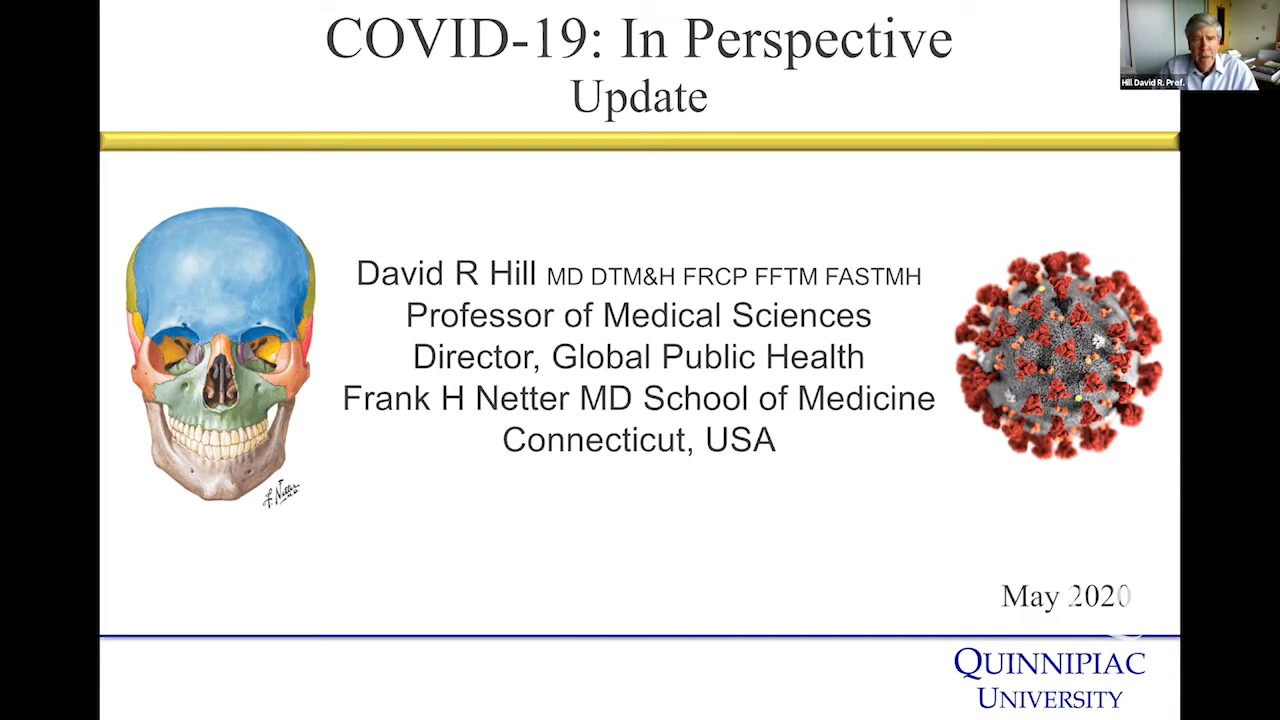 COVID-19: In Perspective
Update
Hill David R. Prof.
David R Hill MD DTM&H FRCP FFTM FASTMH
Professor of Medical Sciences
Director, Global Public Health
Frank H Netter MD School of Medicine
Connecticut, USA
F. Netter
May 2020
QUINNIPIAC
UNIVERSITY